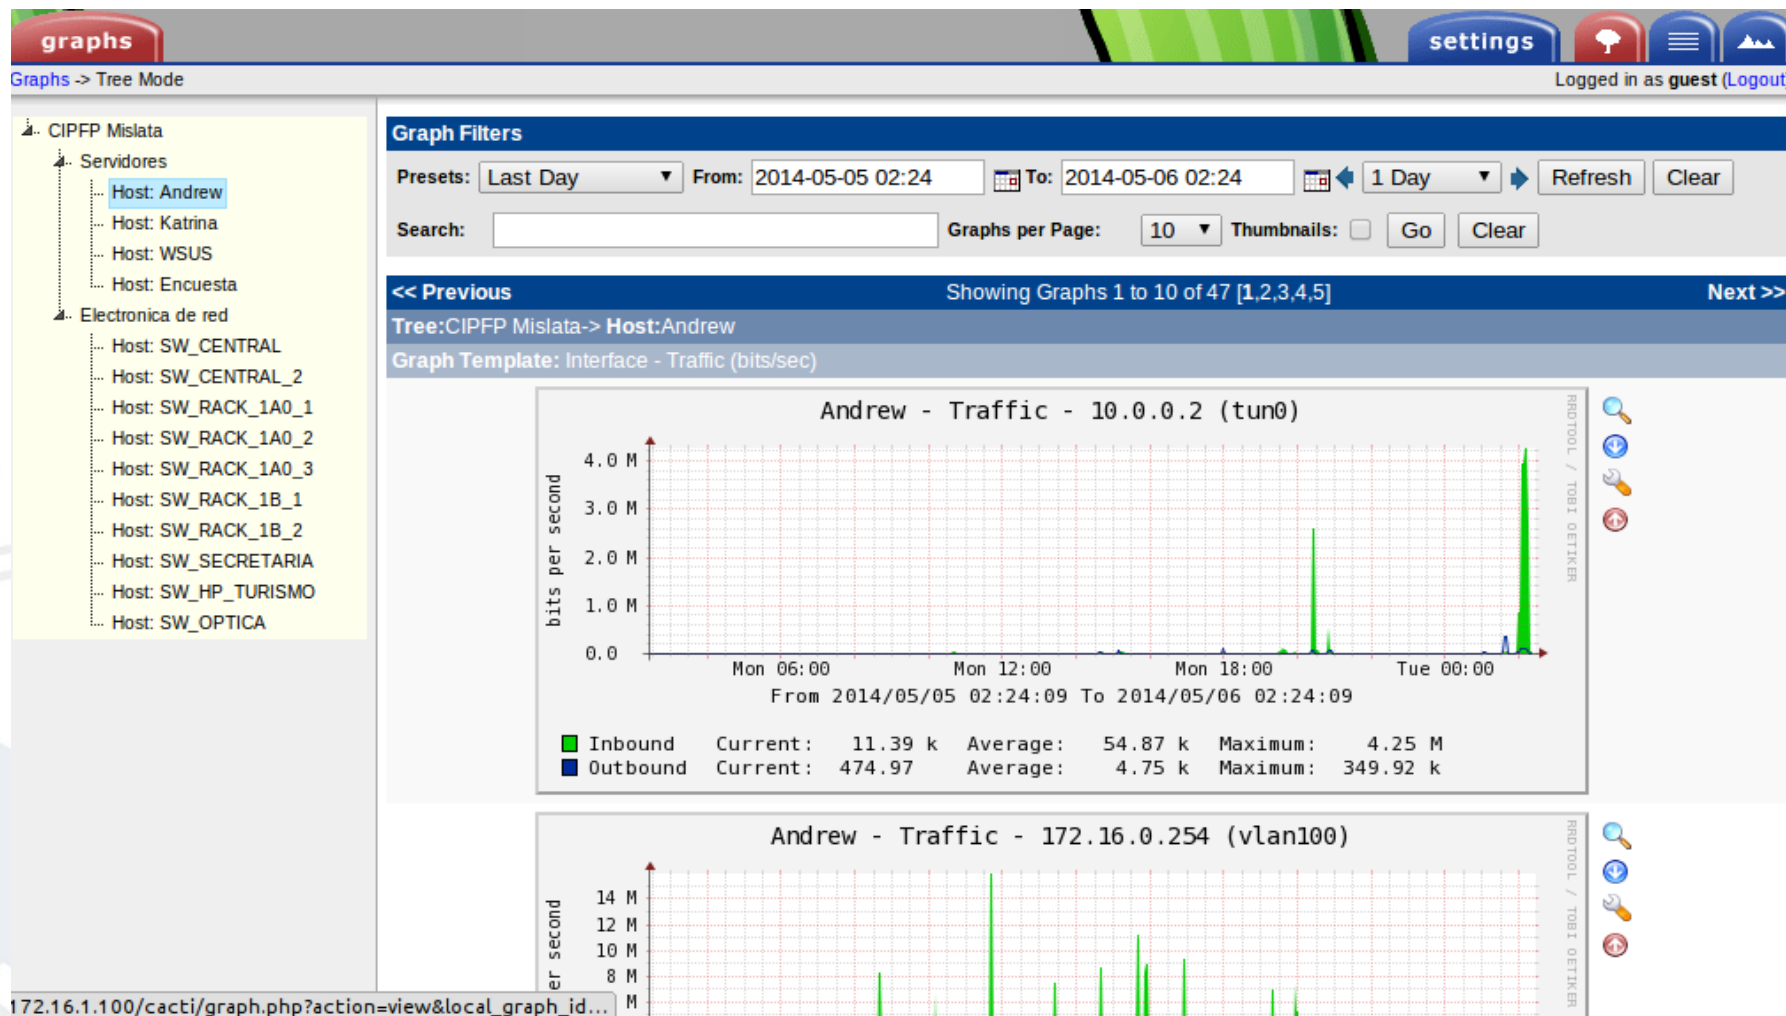 graphs
settings
Graphs -> Tree Mode
Logged in as guest (Logout
CIPFP Mislata
Servidores
Host: Andrew
Host: Katrina
Host: WSUS
Host: Encuesta
Electronica de red
Host: SW_CENTRAL
Host: SW_CENTRAL_2
Host: SW_RACK_1A0_1
Host: SW_RACK_1A0_2
Host: SW_RACK_1A0_3
Host: SW_RACK_1B_1
Host: SW_RACK_1B_2
Host: SW_SECRETARIA
Host: SW_HP_TURISMO
Host: SW_OPTICA
Graph Filters
Presets: Last Day From: 2014-05-05 02:24 To: 2014-05-06 02:24 1 Day Refresh Clear
Search: Graphs per Page: 10 Thumbnails: Go Clear
<< Previous Showing Graphs 1 to 10 of 47 [1,2,3,4,5] Next >>
Tree:CIPFP Mislata-> Host:Andrew
Graph Template: Interface - Traffic (bits/sec)
Andrew - Traffic - 10.0.0.2 (tun0)
RRDTOOL / TOBI OETIKER
bits per second
4.0 M
3.0 M
2.0 M
1.0 M
0.0
Mon 06:00 Mon 12:00 Mon 18:00 Tue 00:00
From 2014/05/05 02:24:09 To 2014/05/06 02:24:09
Inbound Current: 11.39 k Average: 54.87 k Maximum: 4.25 M
Outbound Current: 474.97 Average: 4.75 k Maximum: 349.92 k
Andrew - Traffic - 172.16.0.254 (vlan100)
RRDTOOL / TOBI OETIKER
er second
14 M
12 M
10 M
8 M
M
172.16.1.100/cacti/graph.php?action=view&local_graph_id...